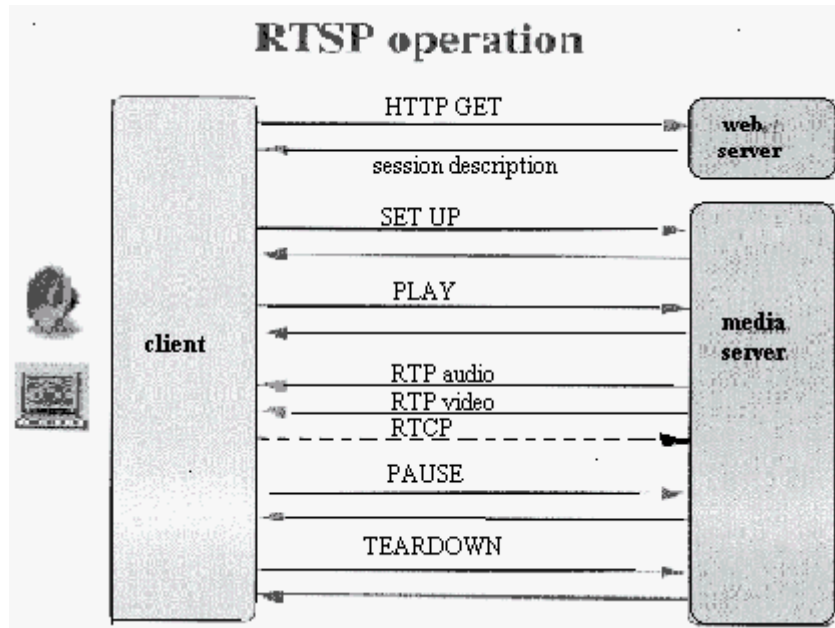 RTSP operation
HTTP GET
web
server
session description
SET UP
PLAY
client
media
server
RTP audio
RTP video
RTCP
PAUSE
TEARDOWN